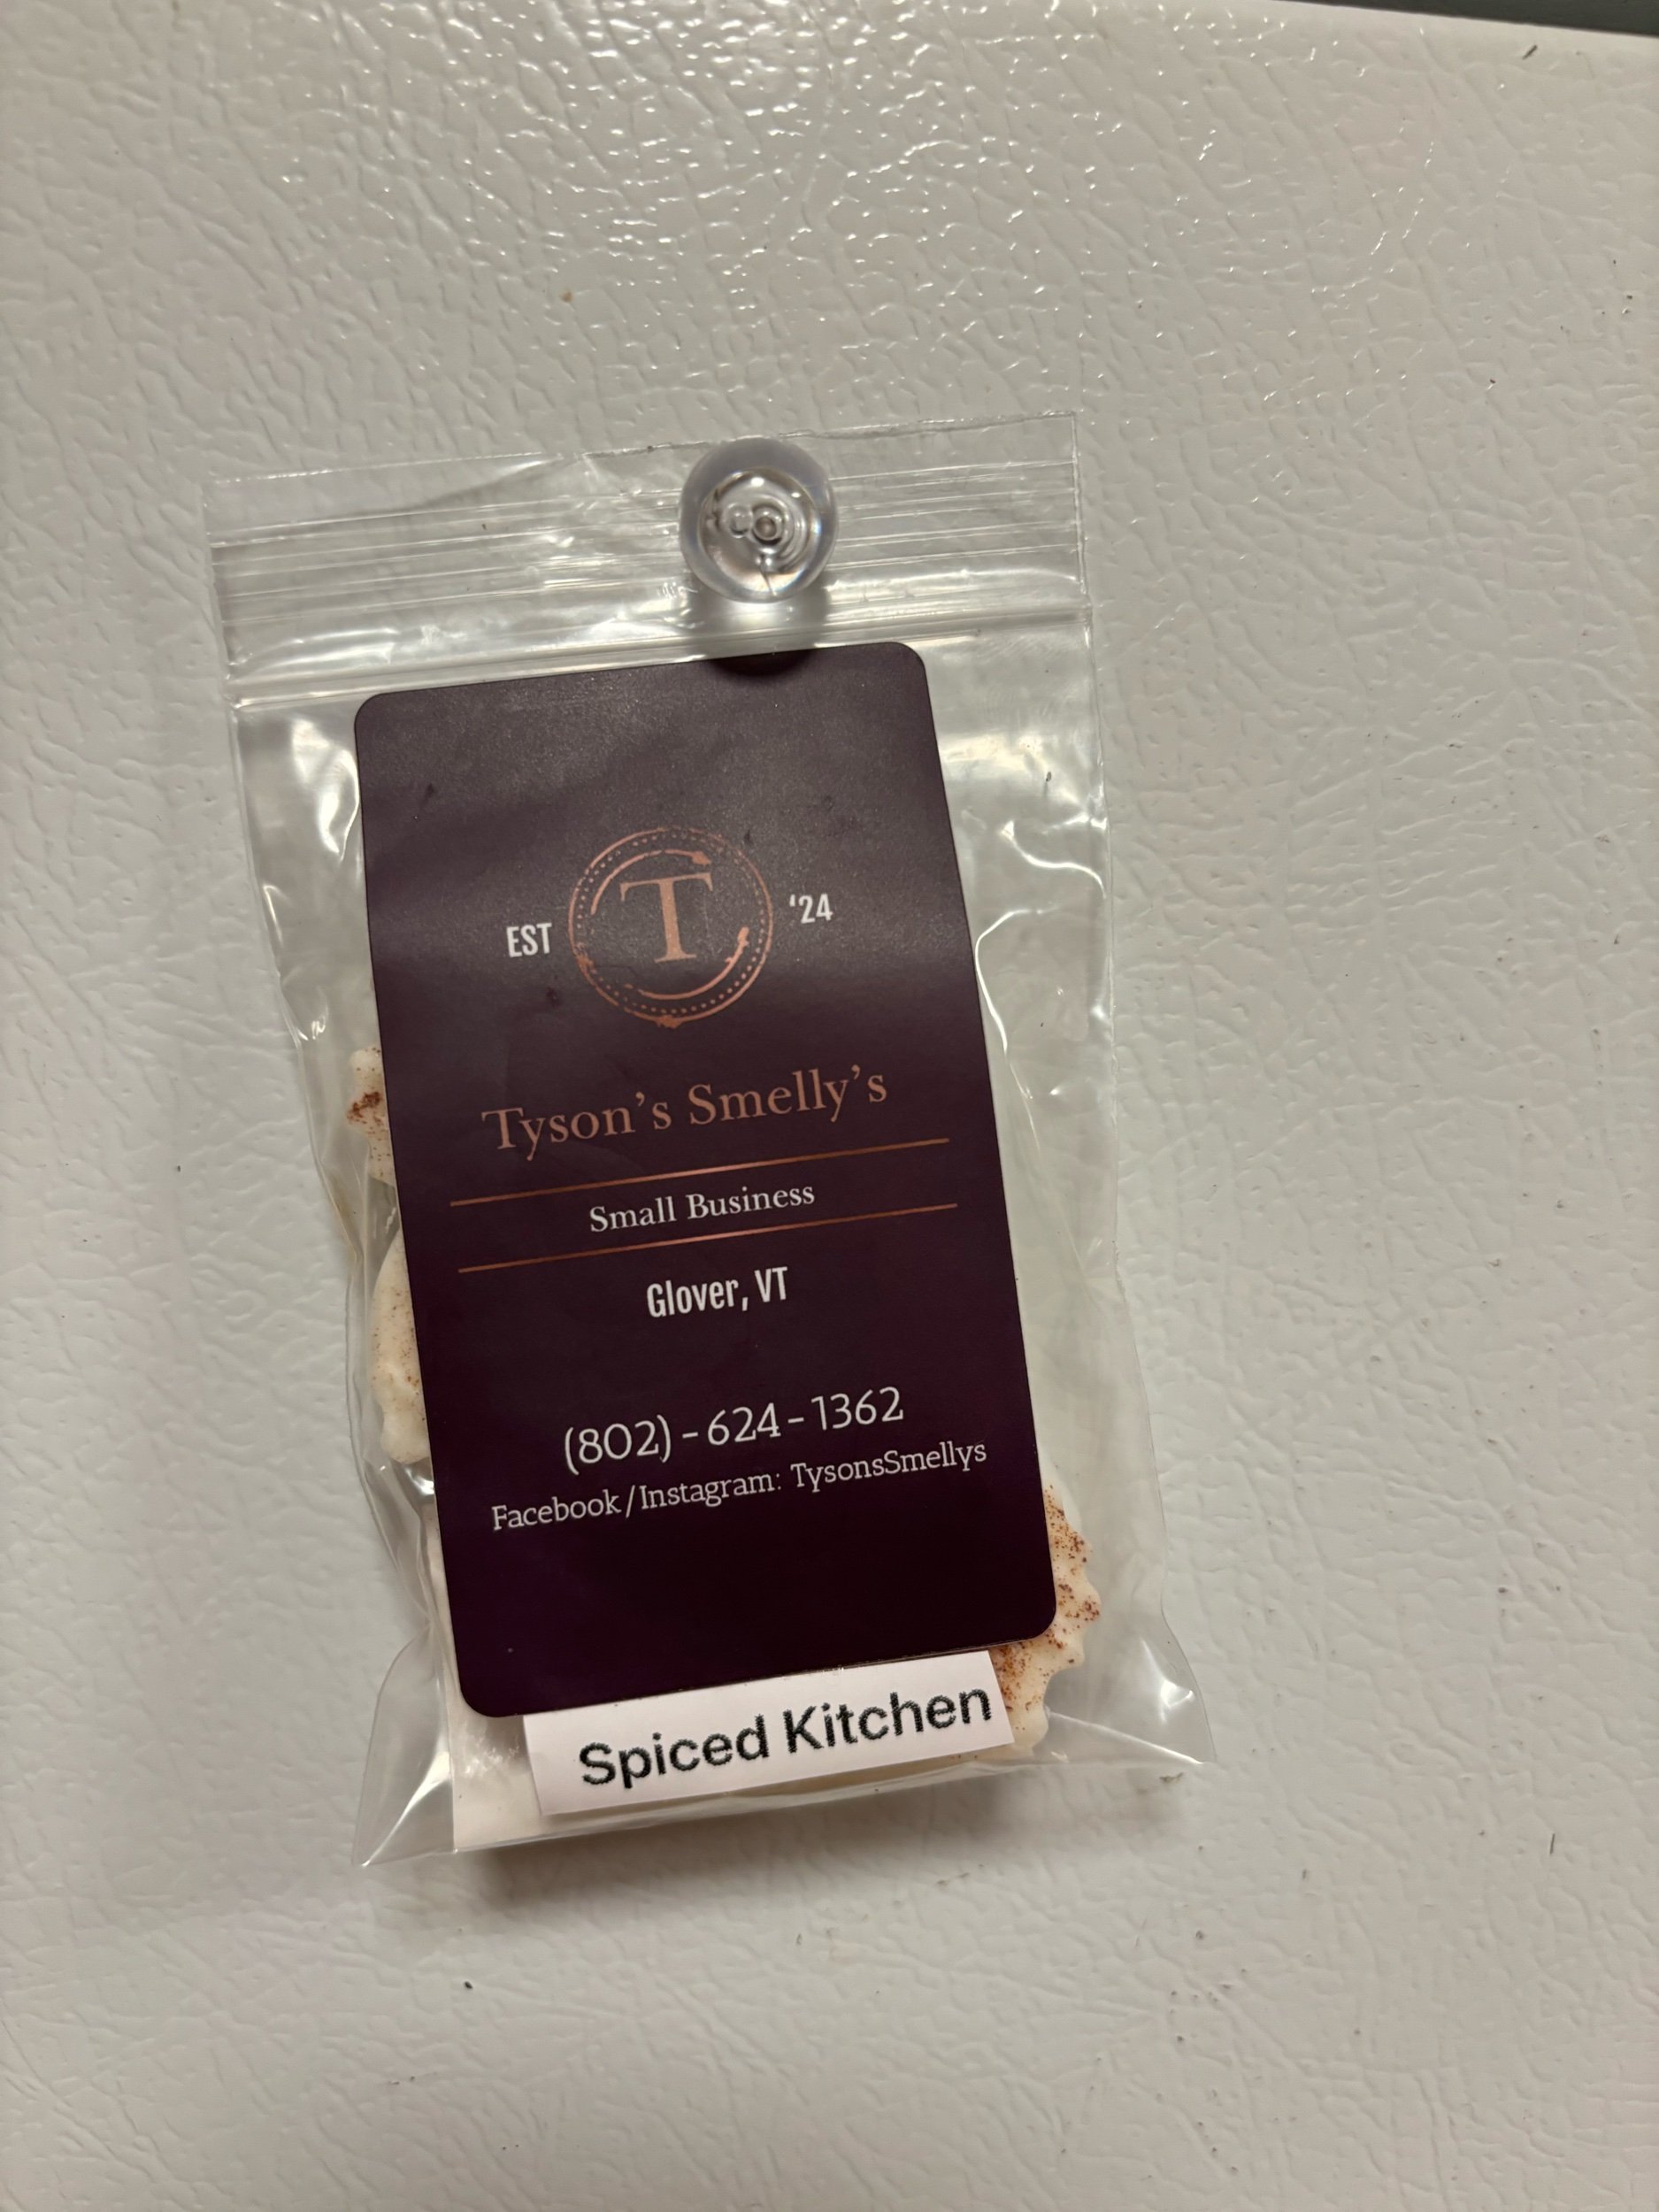 EST T '24
Tyson's Smelly's
Small Business
Glover, VT
(802)-624-1362
Facebook/Instagram: TysonsSmellys
Spiced Kitchen